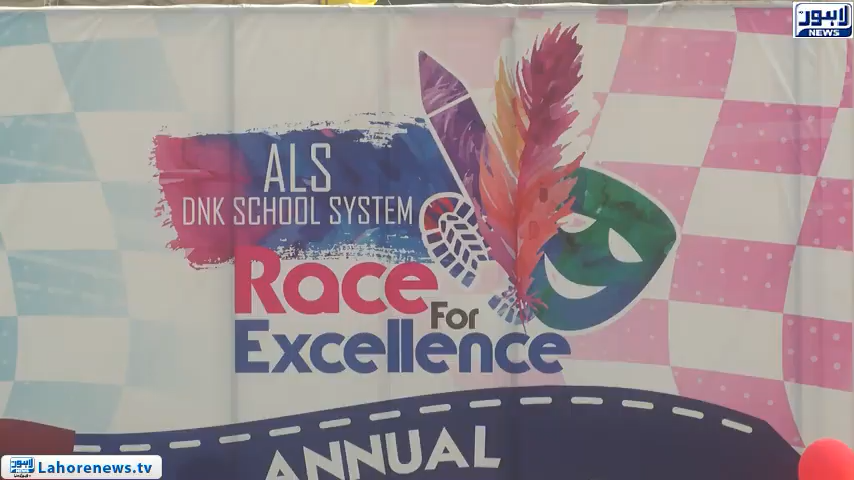 لاہور
NEWS
ALS
DNK SCHOOL SYSTEM
Race
For
Excellence
ANNUAL
لاہور
Lahorenews.tv